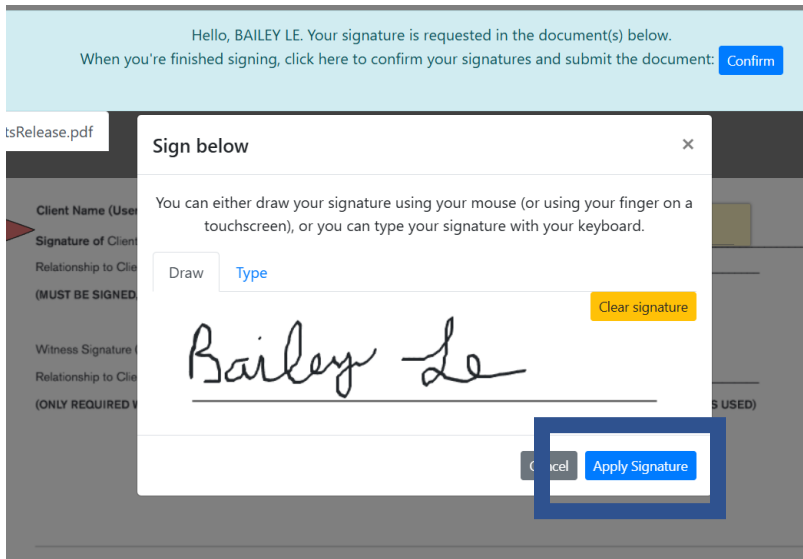 Hello, BAILEY LE. Your signature is requested in the document(s) below.
When you're finished signing, click here to confirm your signatures and submit the document: Confirm
tsRelease.pdf
Sign below
×
You can either draw your signature using your mouse (or using your finger on a
touchscreen), or you can type your signature with your keyboard.
Draw Type
Clear signature
Bailey Le
Cancel Apply Signature
Client Name (User
Signature of Client
Relationship to Clie
(MUST BE SIGNED,
Witness Signature (
Relationship to Clie
(ONLY REQUIRED W
S USED)